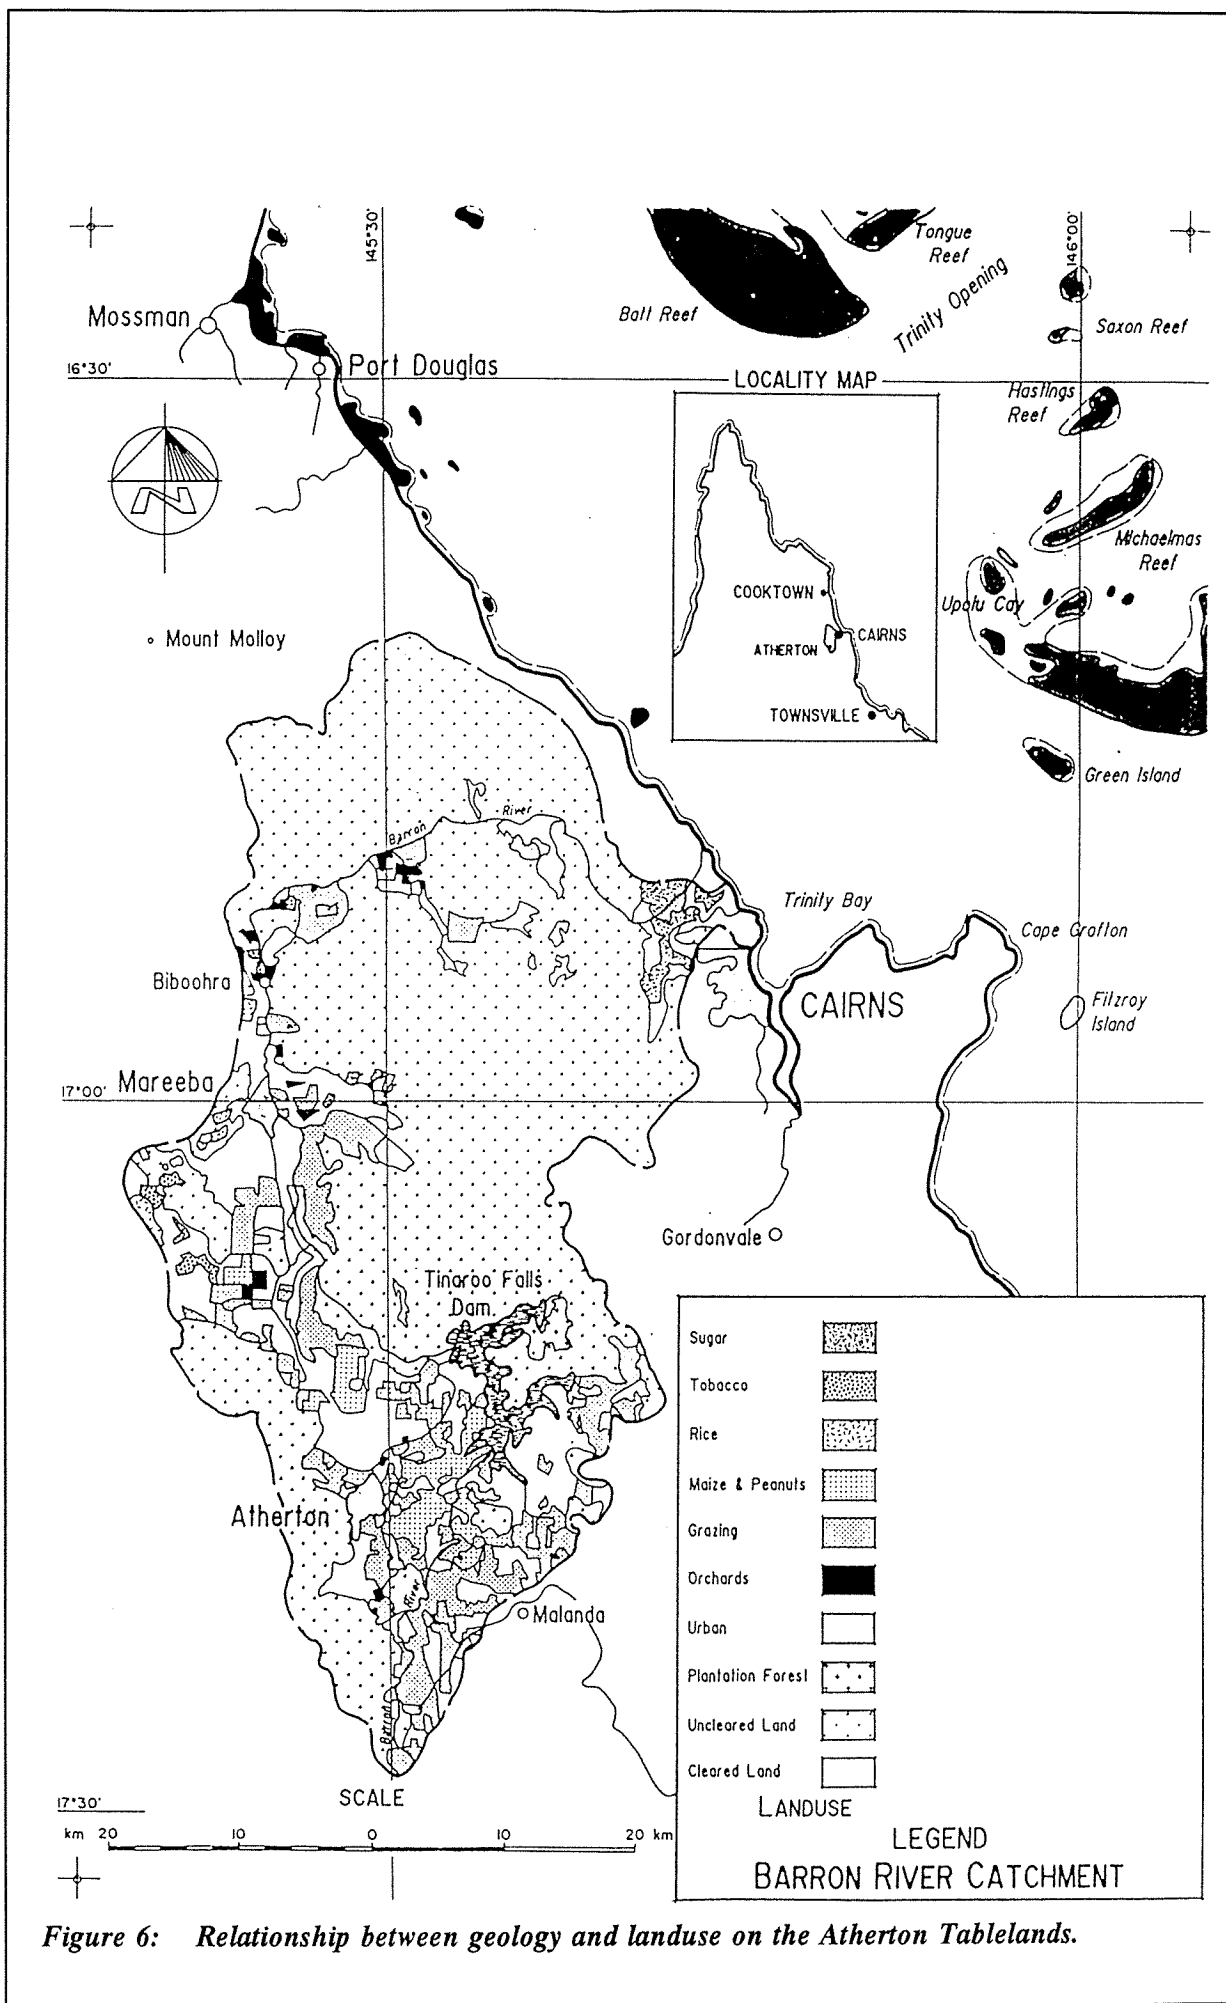 145°30'
146°00'
Tongue
Reef
Trinity Opening
Batt Reef
Saxon Reef
Mossman
Port Douglas
16°30'
LOCALITY MAP
Hastings
Reef
N
Michaelmas
Reef
COOKTOWN
Upolu Cay
CAIRNS
ATHERTON
TOWNSVILLE
Mount Molloy
Green Island
Barron
River
Trinity Bay
Cape Grafton
Biboohra
CAIRNS
Fitzroy
Island
Mareeba
17°00'
Gordonvale
Tinaroo Falls
Dam
Atherton
River
Malanda
Barron
SCALE
17°30'
km 20 10 0 10 20 km
Sugar
Tobacco
Rice
Maize & Peanuts
Grazing
Orchards
Urban
Plantation Forest
Uncleared Land
Cleared Land
LANDUSE
LEGEND
BARRON RIVER CATCHMENT
Figure 6: Relationship between geology and landuse on the Atherton Tablelands.